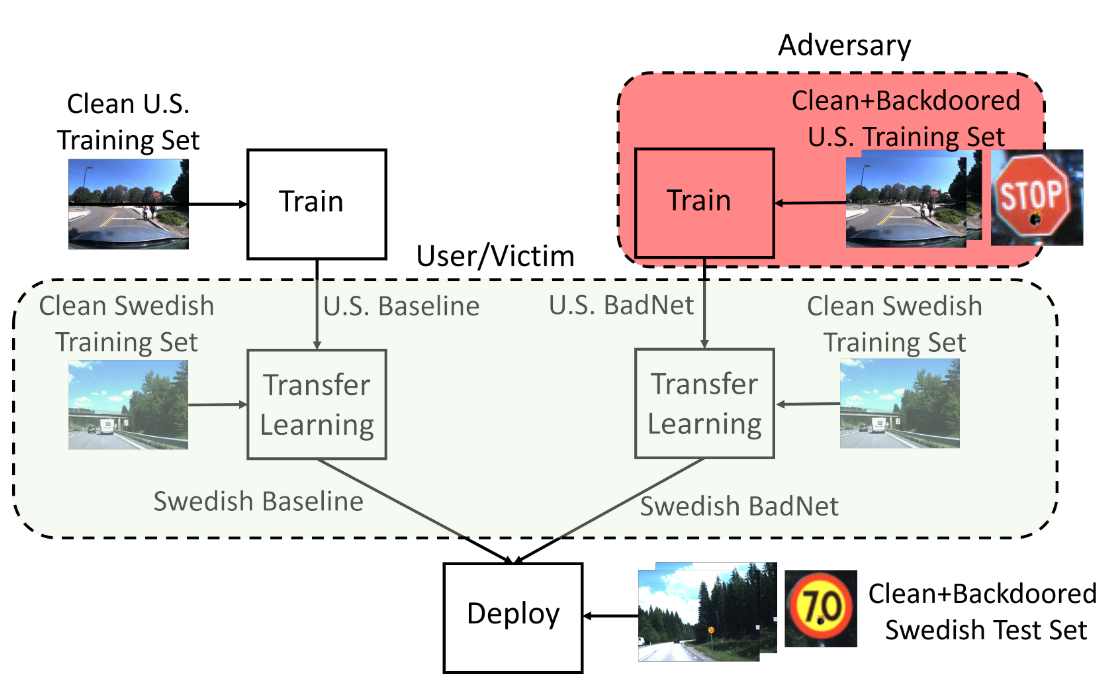 Adversary
Clean U.S.
Training Set
Train
Clean+Backdoored
U.S. Training Set
Train
STOP
User/Victim
Clean Swedish
Training Set
U.S. Baseline
U.S. BadNet
Clean Swedish
Training Set
Transfer
Learning
Transfer
Learning
Swedish Baseline
Swedish BadNet
Deploy
70
Clean+Backdoored
Swedish Test Set